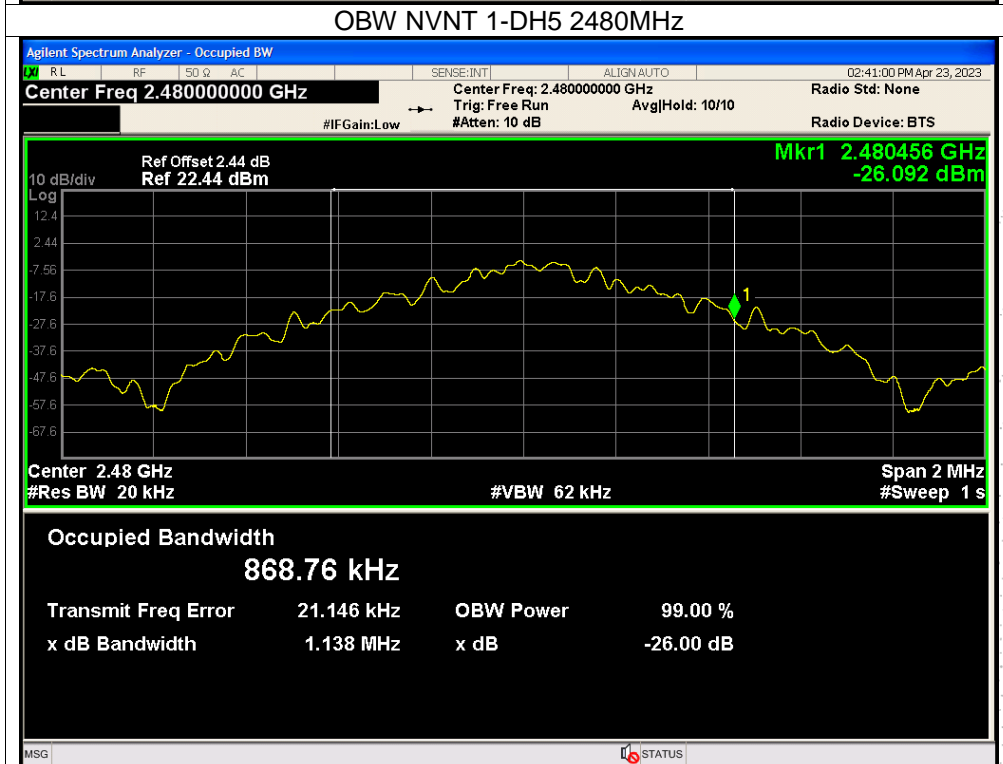 OBW NVNT 1-DH5 2480MHz
Agilent Spectrum Analyzer - Occupied BW
LXI RL RF 50 Ω AC SENSE:INT ALIGN AUTO 02:41:00 PM Apr 23, 2023
Center Freq 2.480000000 GHz Center Freq: 2.480000000 GHz Radio Std: None
Trig: Free Run Avg|Hold: 10/10
#IFGain:Low #Atten: 10 dB Radio Device: BTS
Mkr1 2.480456 GHz
-26.092 dBm
Ref Offset 2.44 dB
10 dB/div Ref 22.44 dBm
Log
12.4
2.44
-7.56
-17.6
-27.6
-37.6
-47.6
-57.6
-67.6
1
Center 2.48 GHz Span 2 MHz
#Res BW 20 kHz #VBW 62 kHz #Sweep 1 s
Occupied Bandwidth
868.76 kHz
Transmit Freq Error 21.146 kHz OBW Power 99.00 %
x dB Bandwidth 1.138 MHz x dB -26.00 dB
MSG STATUS